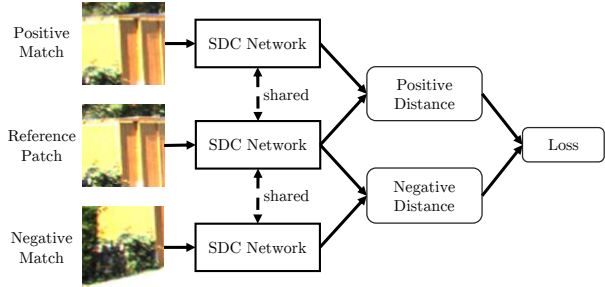 Positive
Match
SDC Network
shared
Positive
Distance
Reference
Patch
SDC Network
Loss
shared
Negative
Distance
Negative
Match
SDC Network